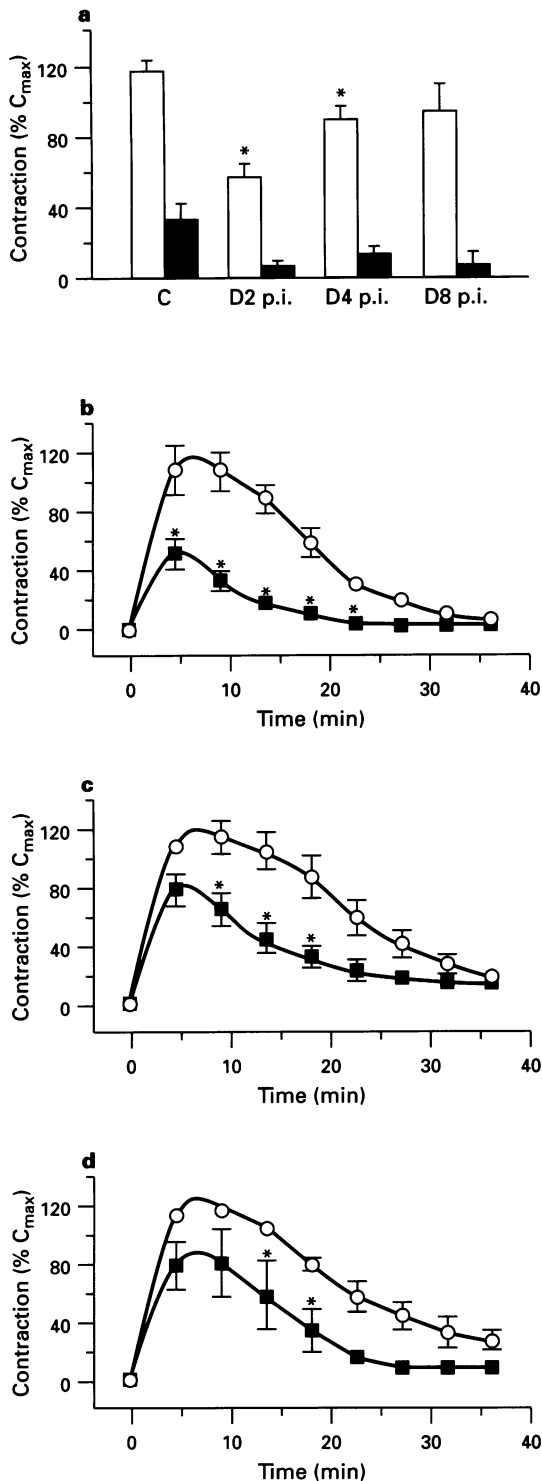 a
Contraction (% Cmax)
120
80
40
0
*
*
C D2 p.i. D4 p.i. D8 p.i.
b
Contraction (% Cmax)
120
80
40
0
* * * * *
0 10 20 30 40
Time (min)
c
Contraction (% Cmax)
120
80
40
0
* * *
0 10 20 30 40
Time (min)
d
Contraction (% Cmax)
120
80
40
0
* *
0 10 20 30 40
Time (min)